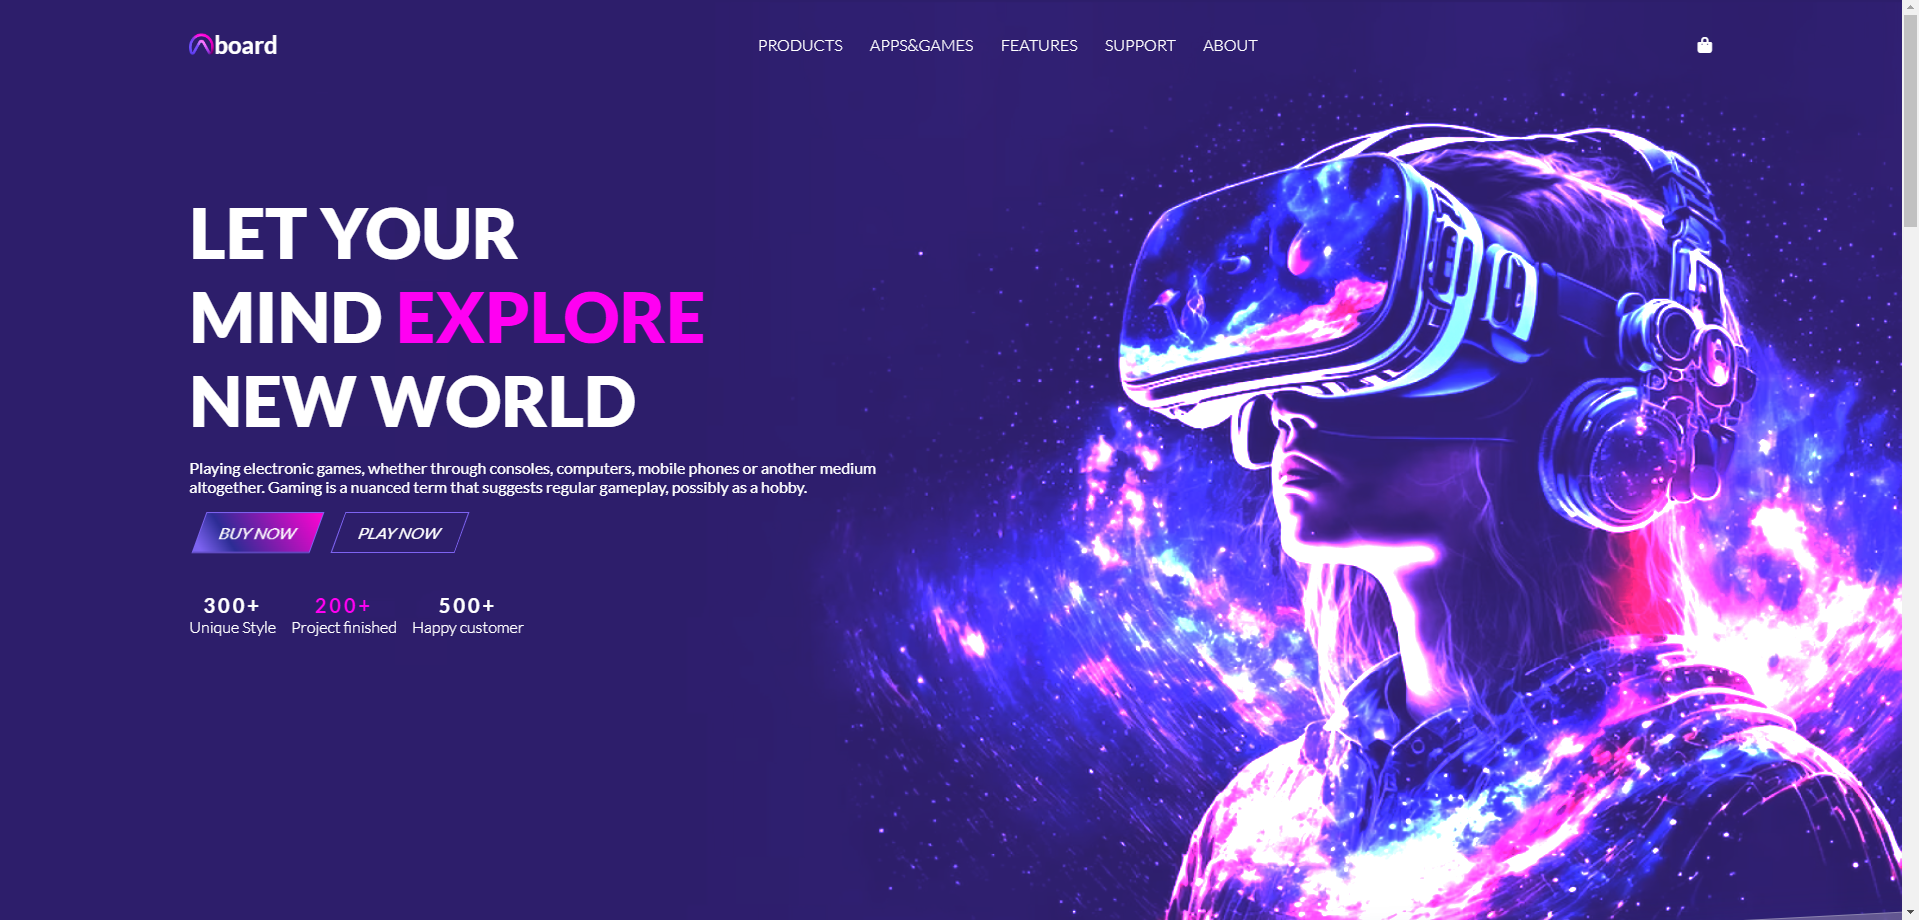 board
PRODUCTS APPS&GAMES FEATURES SUPPORT ABOUT
LET YOUR
MIND EXPLORE
NEW WORLD
Playing electronic games, whether through consoles, computers, mobile phones or another medium
altogether. Gaming is a nuanced term that suggests regular gameplay, possibly as a hobby.
BUY NOW PLAY NOW
300+ 200+ 500+
Unique Style Project finished Happy customer